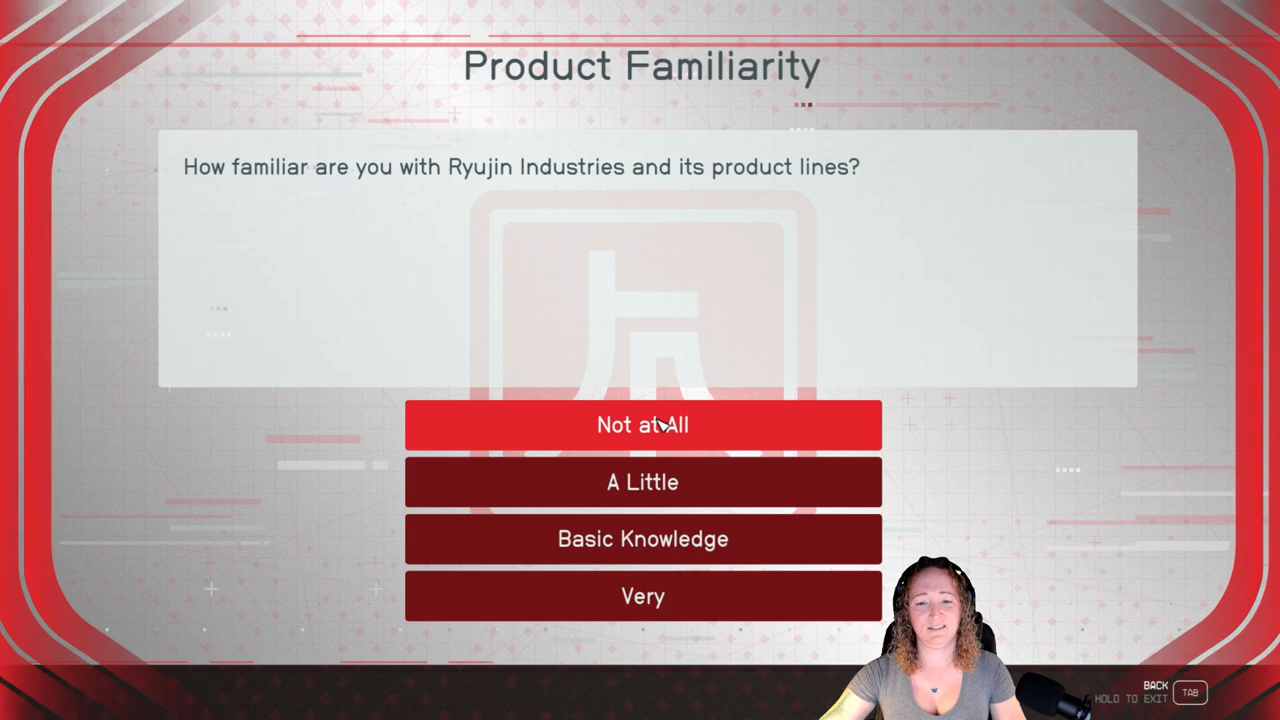 Product Familiarity
How familiar are you with Ryujin Industries and its product lines?
Not at All
A Little
Basic Knowledge
Very
BACK
HOLD TO EXIT
TAB